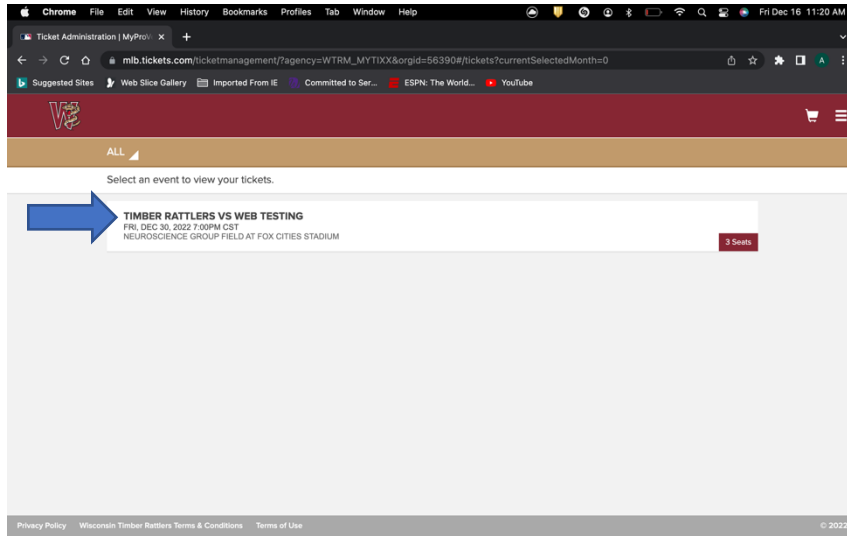 Chrome File Edit View History Bookmarks Profiles Tab Window Help Fri Dec 16 11:20 AM
Ticket Administration | MyProV
mlb.tickets.com/ticketmanagement/?agency=WTRM_MYTIXX&orgid=56390#/tickets?currentSelectedMonth=0
A
Suggested Sites Web Slice Gallery Imported From IE Committed to Ser... ESPN: The World... YouTube
ALL
Select an event to view your tickets.
TIMBER RATTLERS VS WEB TESTING
FRI, DEC 30, 2022 7:00PM CST
NEUROSCIENCE GROUP FIELD AT FOX CITIES STADIUM
3 Seats
Privacy Policy Wisconsin Timber Rattlers Terms & Conditions Terms of Use © 2022